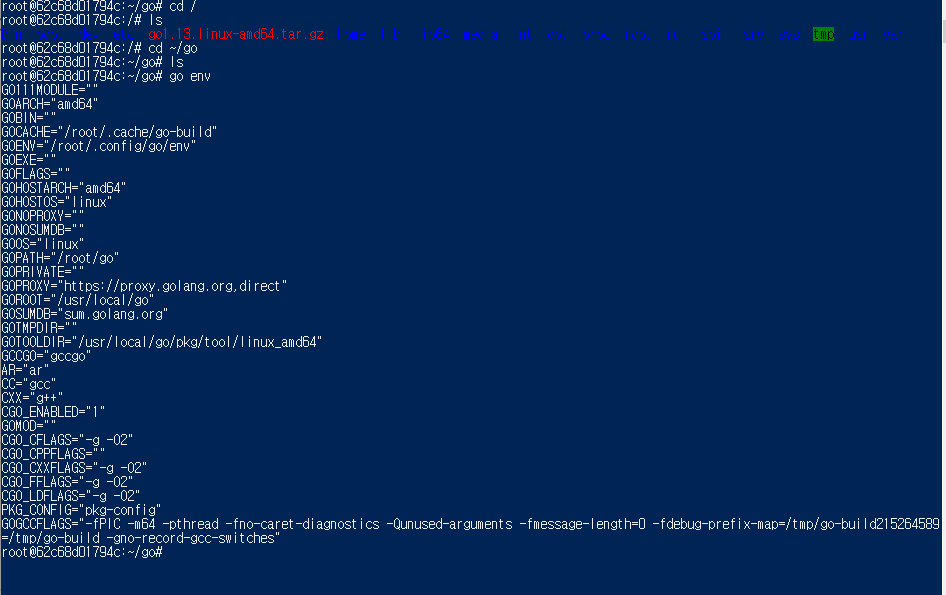 root@62c68d01794c:~/go# cd /
root@62c68d01794c:/# ls
bin boot dev etc go1.13.linux-amd64.tar.gz home lib lib64 media mnt opt proc root run sbin srv sys tmp usr var
root@62c68d01794c:/# cd ~/go
root@62c68d01794c:~/go# ls
root@62c68d01794c:~/go# go env
GO111MODULE=""
GOARCH="amd64"
GOBIN=""
GOCACHE="/root/.cache/go-build"
GOENV="/root/.config/go/env"
GOEXE=""
GOFLAGS=""
GOHOSTARCH="amd64"
GOHOSTOS="linux"
GONOPROXY=""
GONOSUMDB=""
GOOS="linux"
GOPATH="/root/go"
GOPRIVATE=""
GOPROXY="https://proxy.golang.org,direct"
GOROOT="/usr/local/go"
GOSUMDB="sum.golang.org"
GOTMPDIR=""
GOTOOLDIR="/usr/local/go/pkg/tool/linux_amd64"
GCCGO="gccgo"
AR="ar"
CC="gcc"
CXX="g++"
CGO_ENABLED="1"
GOMOD=""
CGO_CFLAGS="-g -O2"
CGO_CPPFLAGS=""
CGO_CXXFLAGS="-g -O2"
CGO_FFLAGS="-g -O2"
CGO_LDFLAGS="-g -O2"
PKG_CONFIG="pkg-config"
GOGCCFLAGS="-fPIC -m64 -pthread -fno-caret-diagnostics -Qunused-arguments -fmessage-length=0 -fdebug-prefix-map=/tmp/go-build215264589
=/tmp/go-build -gno-record-gcc-switches"
root@62c68d01794c:~/go#